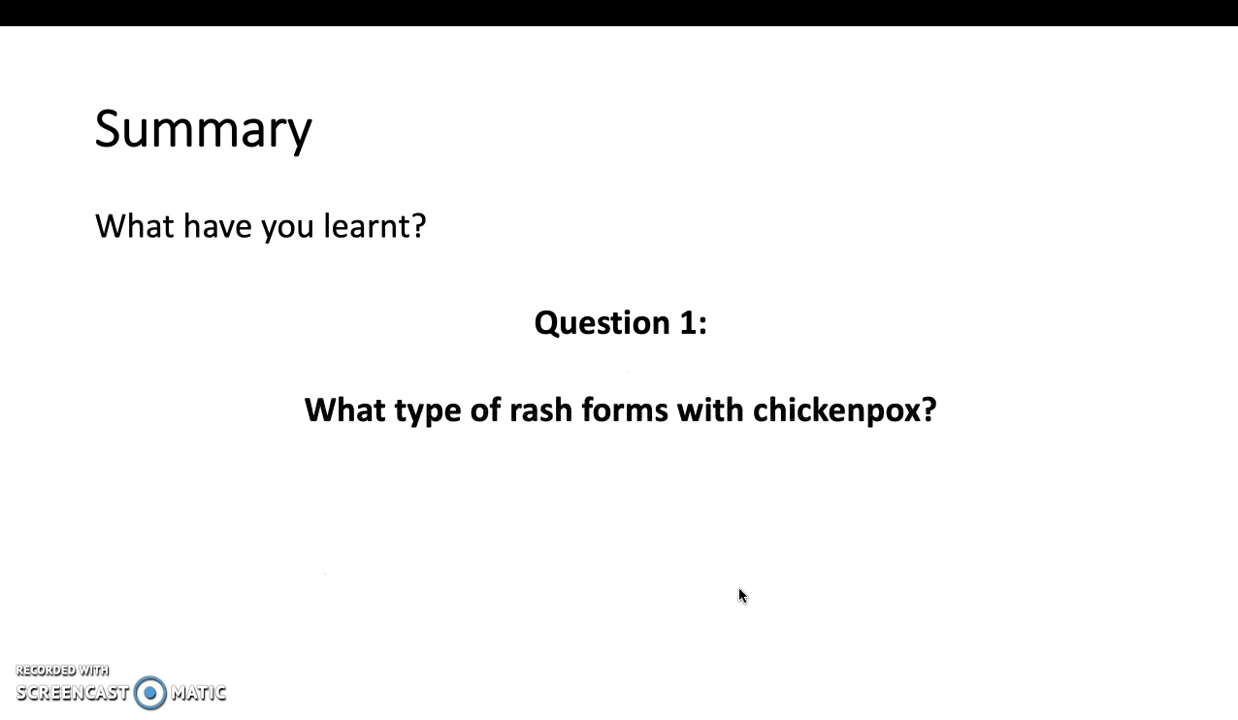 Summary
What have you learnt?
Question 1:
What type of rash forms with chickenpox?
RECORDED WITH
SCREENCAST MATIC